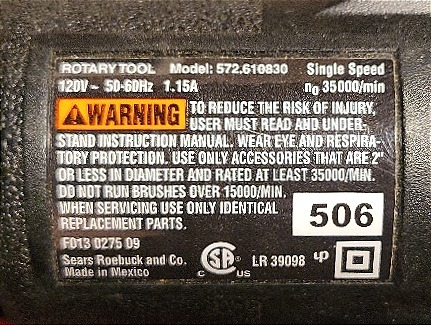 ROTARY TOOL Model: 572.610830 Single Speed
120V ~ 50-60Hz 1.15A n₀ 35000/min
WARNING TO REDUCE THE RISK OF INJURY,
USER MUST READ AND UNDER-
STAND INSTRUCTION MANUAL. WEAR EYE AND RESPIRA-
TORY PROTECTION. USE ONLY ACCESSORIES THAT ARE 2"
OR LESS IN DIAMETER AND RATED AT LEAST 35000/MIN.
DO NOT RUN BRUSHES OVER 15000/MIN.
WHEN SERVICING USE ONLY IDENTICAL
REPLACEMENT PARTS.
506
F013 0275 09
Sears Roebuck and Co.
Made in Mexico
C SA US
LR 39098